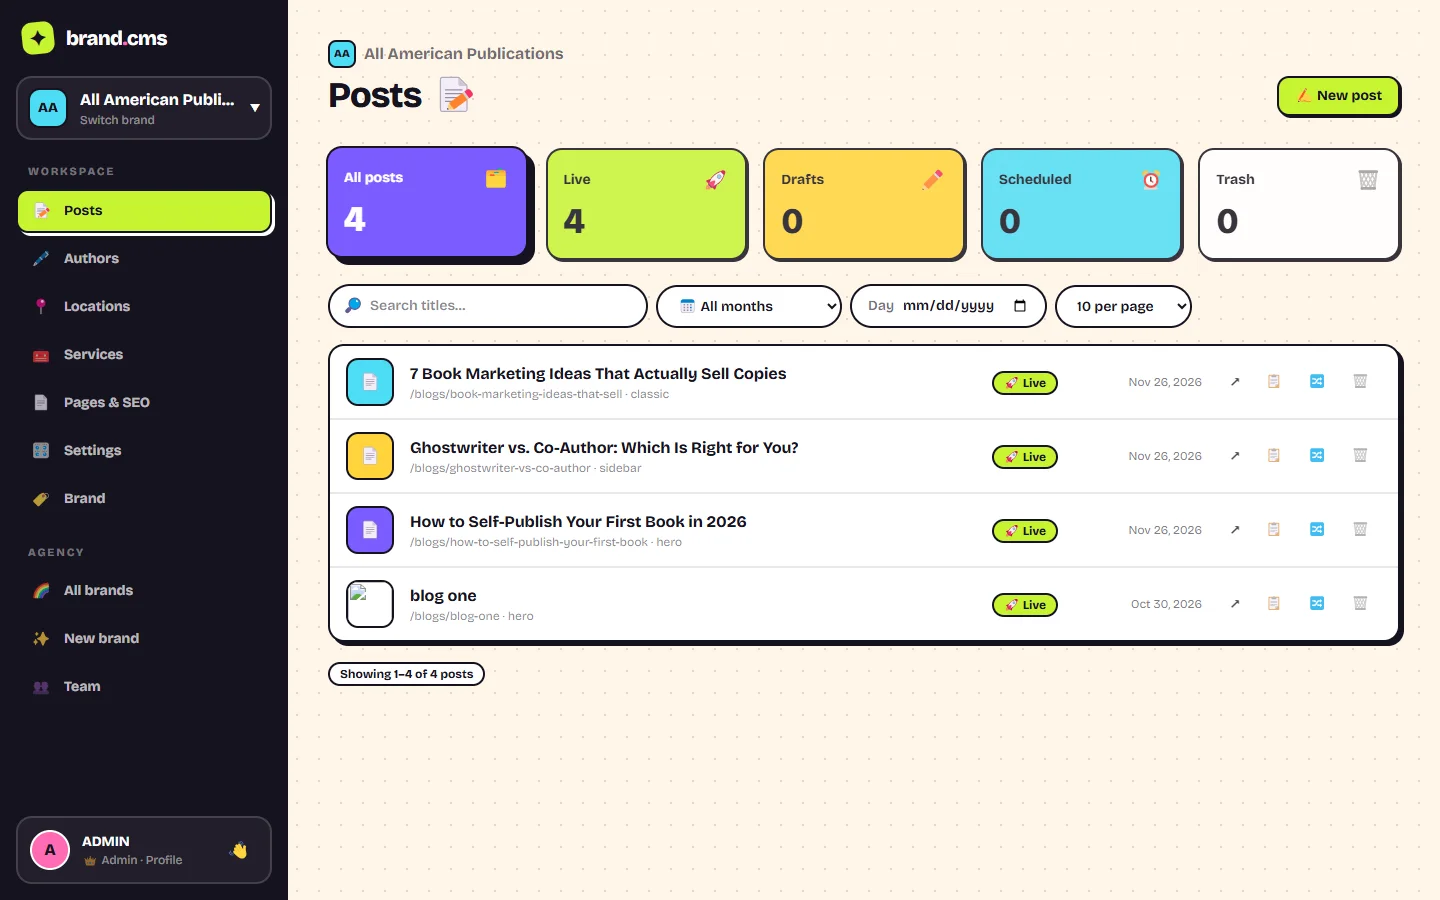 brand.cms
AA
All American Publi...
Switch brand
WORKSPACE
Posts
Authors
Locations
Services
Pages & SEO
Settings
Brand
AGENCY
All brands
New brand
Team
A
ADMIN
Admin · Profile
AA All American Publications
Posts
New post
All posts
4
Live
4
Drafts
0
Scheduled
0
Trash
0
Search titles...
All months
Day mm/dd/yyyy
10 per page
7 Book Marketing Ideas That Actually Sell Copies
/blogs/book-marketing-ideas-that-sell · classic
Live
Nov 26, 2026
Ghostwriter vs. Co-Author: Which Is Right for You?
/blogs/ghostwriter-vs-co-author · sidebar
Live
Nov 26, 2026
How to Self-Publish Your First Book in 2026
/blogs/how-to-self-publish-your-first-book · hero
Live
Nov 26, 2026
blog one
/blogs/blog-one · hero
Live
Oct 30, 2026
Showing 1–4 of 4 posts